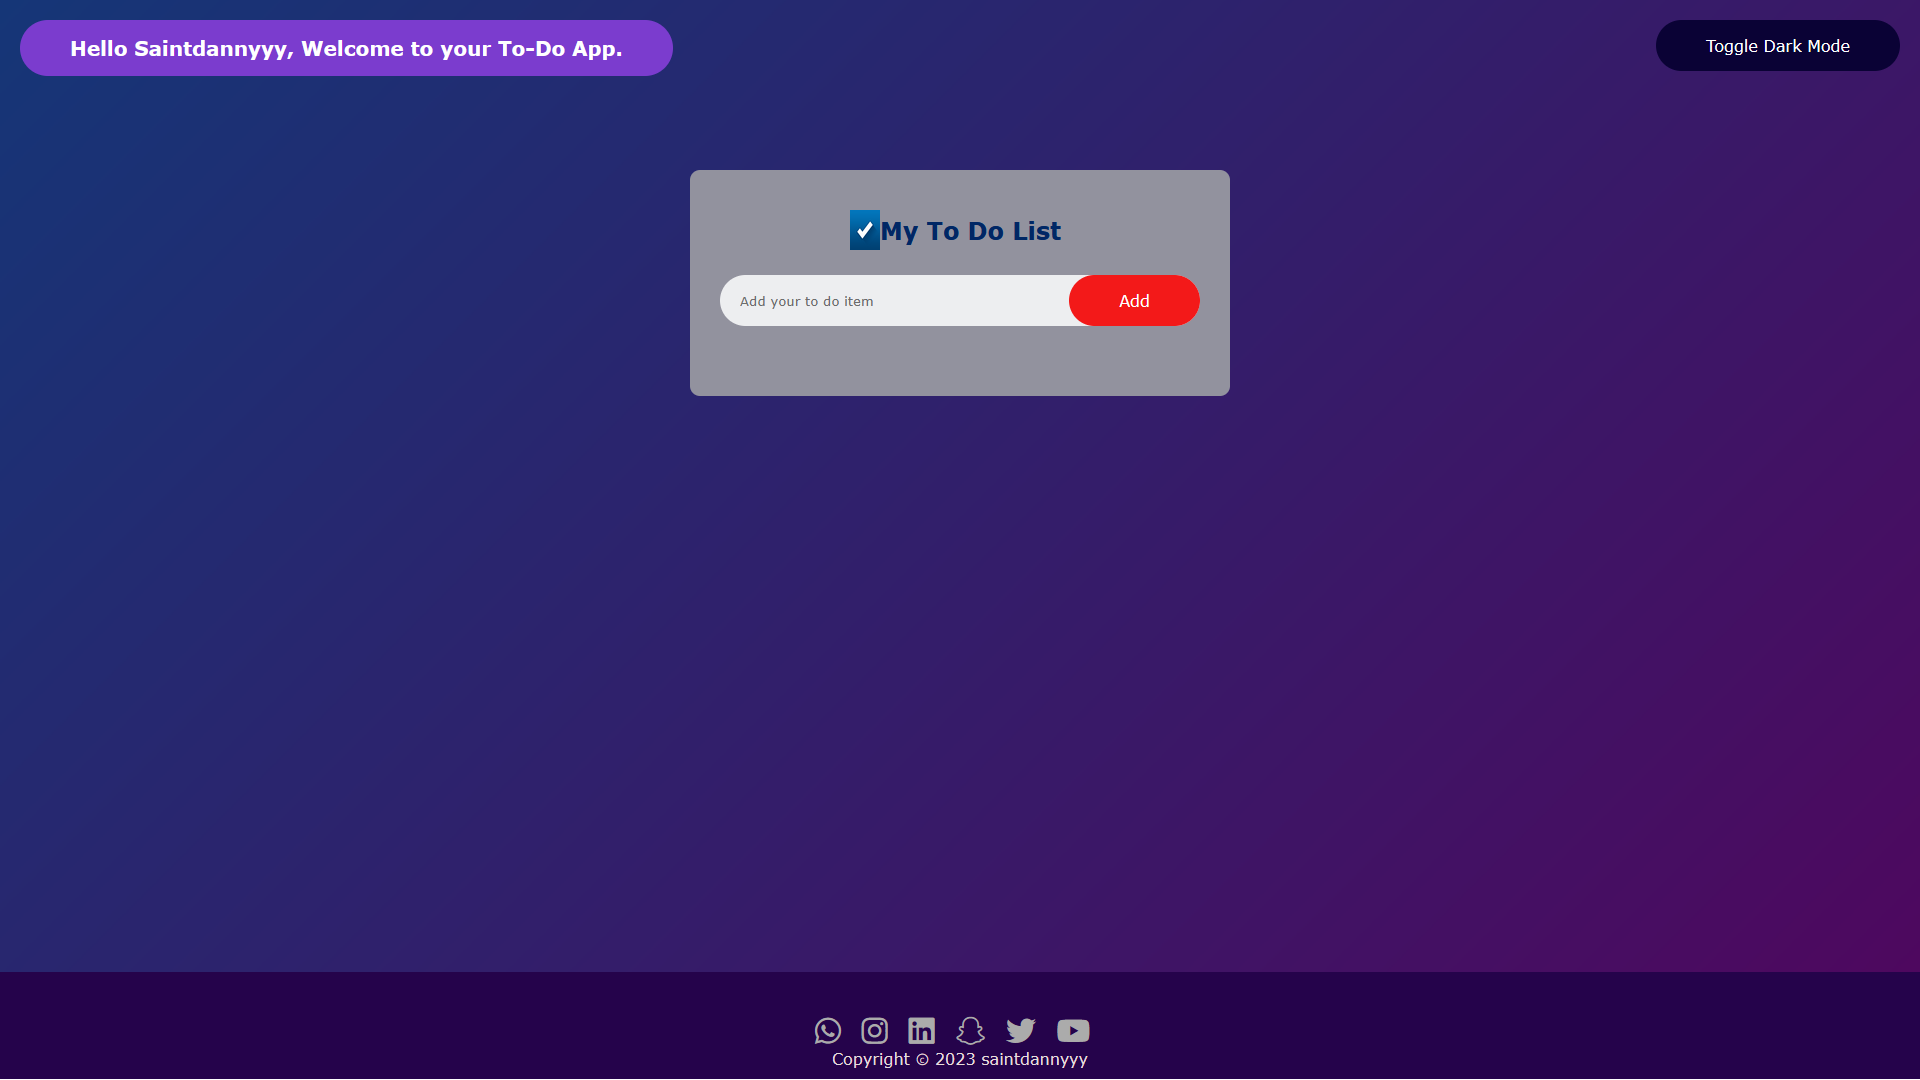 Hello Saintdannyyy, Welcome to your To-Do App.
Toggle Dark Mode
My To Do List
Add your to do item
Add
Copyright © 2023 saintdannyyy